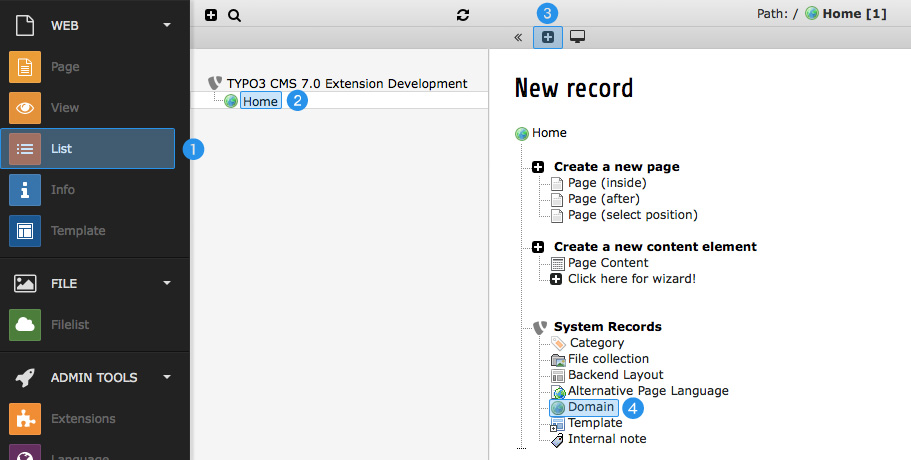 WEB
Page
View
List
1
Info
Template
FILE
Filelist
ADMIN TOOLS
Extensions
Language
TYPO3 CMS 7.0 Extension Development
Home
2
3
Path: / Home [1]
New record
Home
Create a new page
Page (inside)
Page (after)
Page (select position)
Create a new content element
Page Content
Click here for wizard!
System Records
Category
File collection
Backend Layout
Alternative Page Language
Domain
4
Template
Internal note